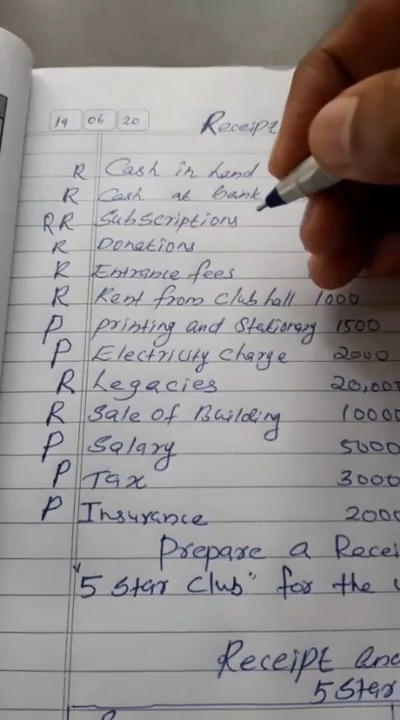 19 06 20
Receipt
R Cash in hand
R Cash at bank
RR Subscriptions
R Donations
R Entrance fees
R Rent from Club hall 1000
P printing and Stationary 1500
P Electricity Charge 2000
R Legacies 20,00
R Sale of Building 10000
P Salary 5000
P Tax 3000
P Insurance 2000
Prepare a Recei
"5 Star Club" for the
Receipt and
5 Star